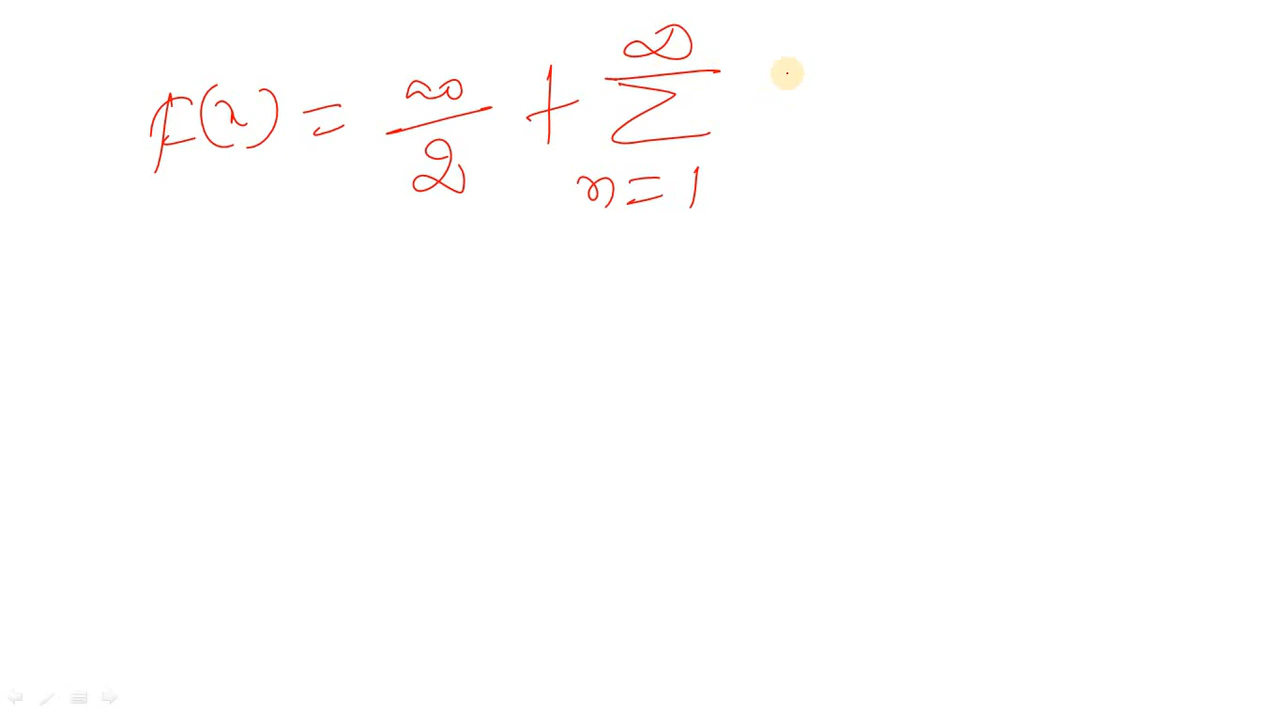 f(x) = a0/2 + ∞∑n=1